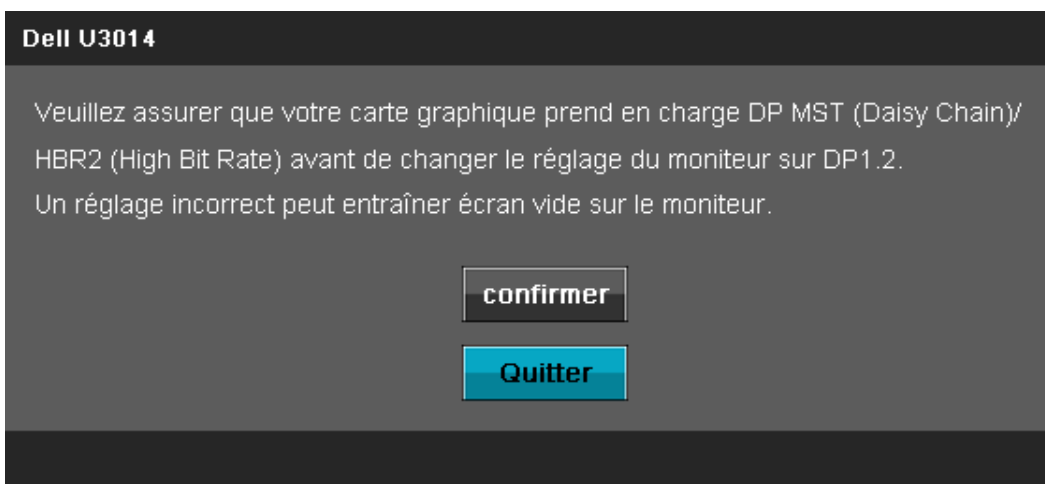 Dell U3014
Veuillez assurer que votre carte graphique prend en charge DP MST (Daisy Chain)/
HBR2 (High Bit Rate) avant de changer le réglage du moniteur sur DP1.2.
Un réglage incorrect peut entraîner écran vide sur le moniteur.
confirmer
Quitter